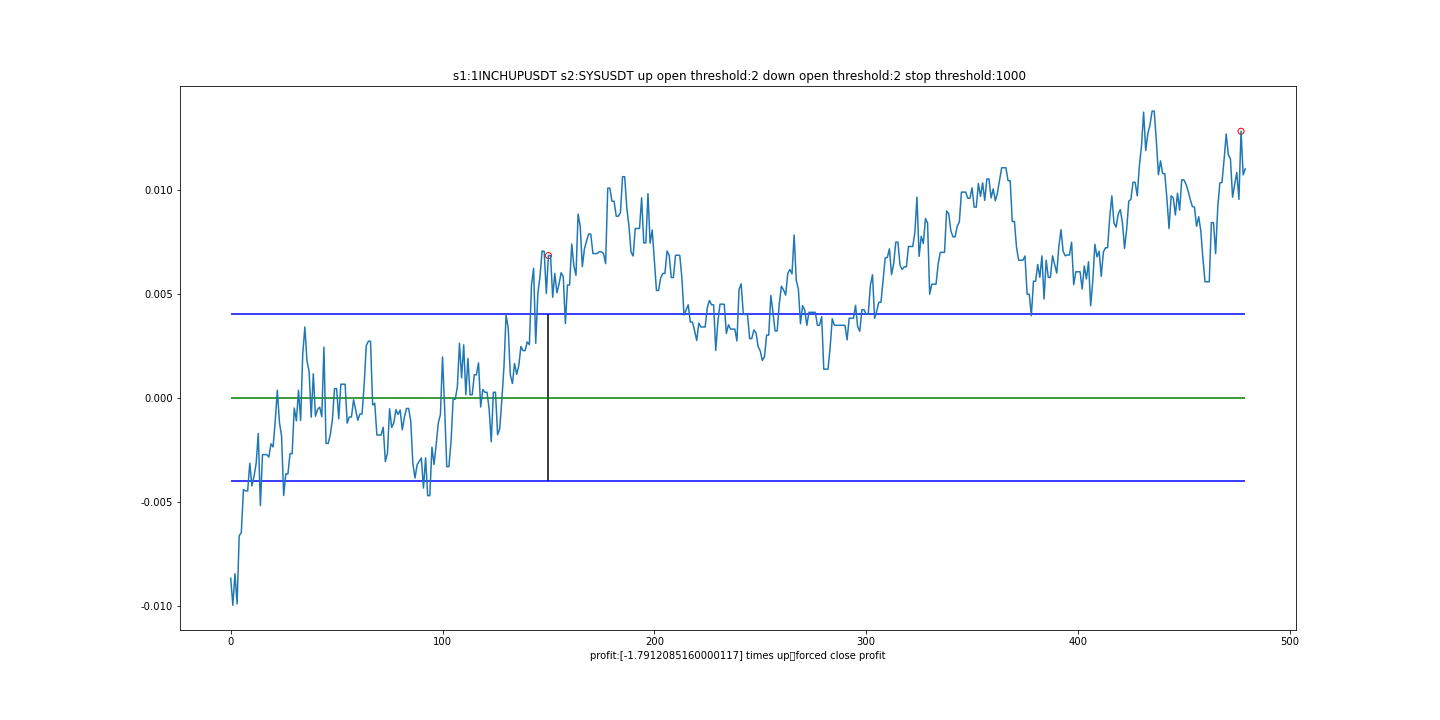 s1:1INCHUPUSDT s2:SYSUSDT up open threshold:2 down open threshold:2 stop threshold:1000
0.010
0.005
0.000
-0.005
-0.010
0 100 200 300 400 500
profit:[-1.7912085160000117] times up▯forced close profit